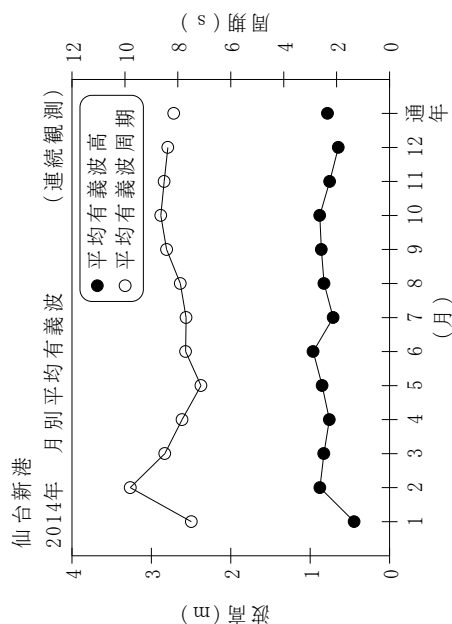 仙台新港
2014年 月別平均有義波 (連続観測)
平均有義波高
平均有義波周期
波高(m)
4
3
2
1
0
周期(s)
12
10
8
6
4
2
0
1 2 3 4 5 6 7 8 9 10 11 12 通年
(月)